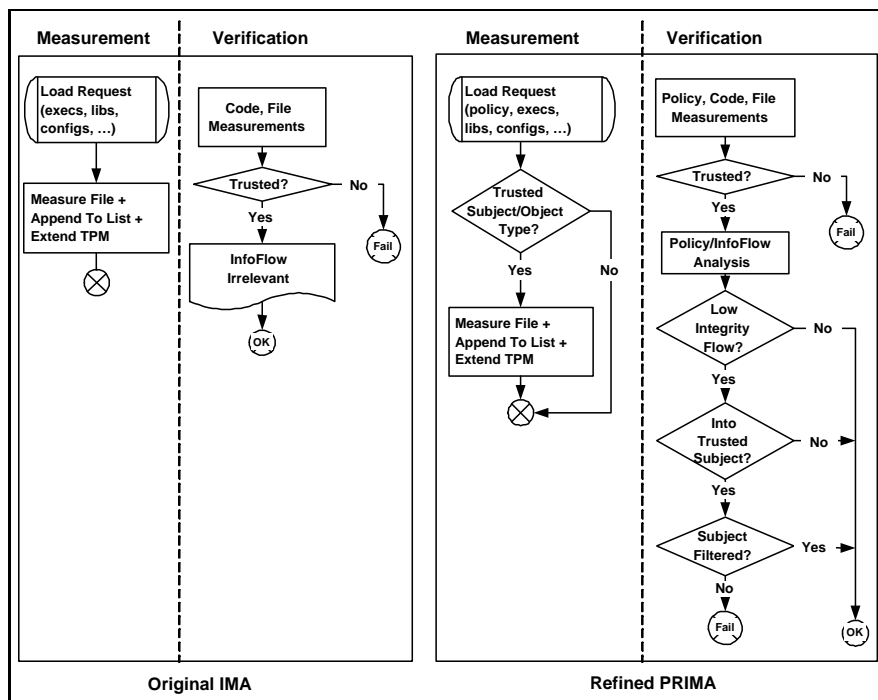 Measurement
Verification
Load Request
(execs, libs,
configs, ...)
Measure File +
Append To List +
Extend TPM
Code, File
Measurements
Trusted?
No
Yes
Fail
InfoFlow
Irrelevant
OK
Original IMA
Measurement
Verification
Load Request
(policy, execs,
libs, configs, ...)
Trusted
Subject/Object
Type?
Yes
No
Measure File +
Append To List +
Extend TPM
Policy, Code, File
Measurements
Trusted?
No
Yes
Fail
Policy/InfoFlow
Analysis
Low
Integrity
Flow?
No
Yes
Into
Trusted
Subject?
No
Yes
Subject
Filtered?
Yes
No
Fail
OK
Refined PRIMA